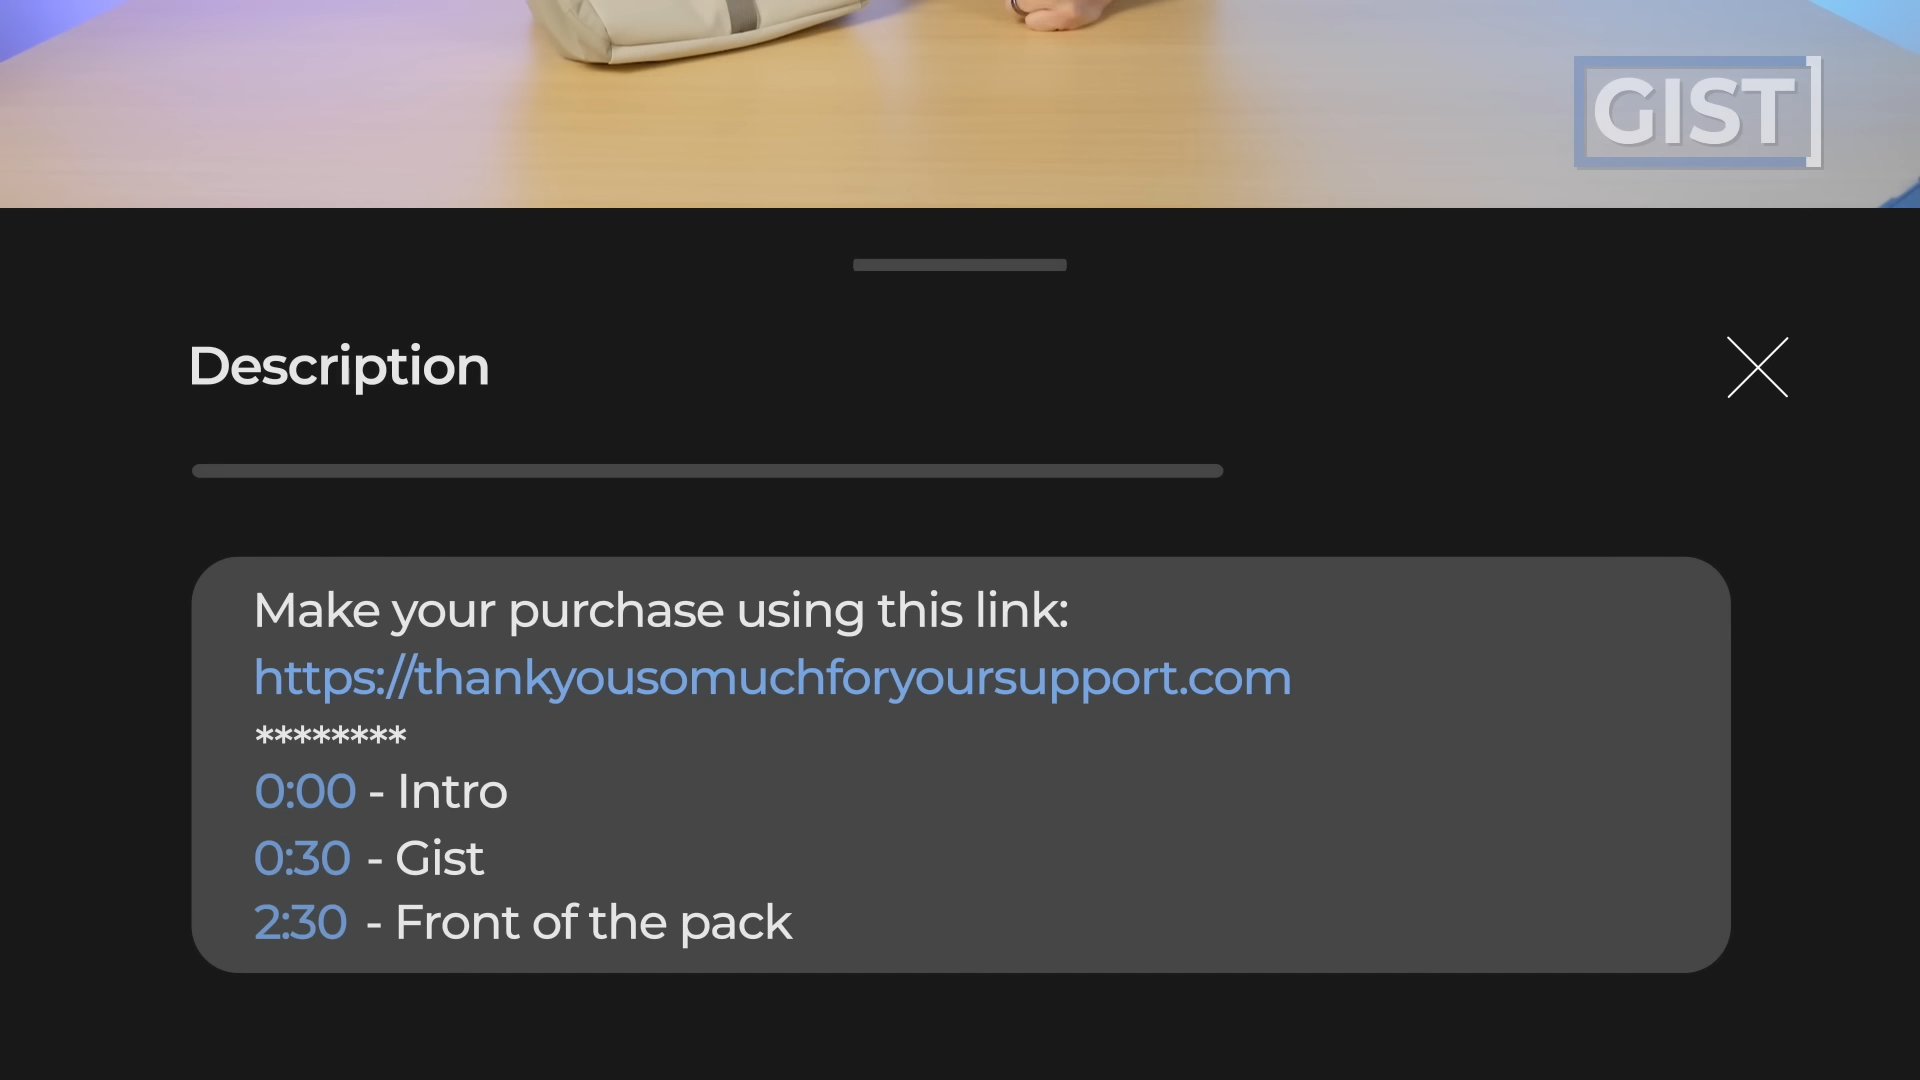 GIST
Description
Make your purchase using this link:
https://thankyousomuchforyoursupport.com
********
0:00 - Intro
0:30 - Gist
2:30 - Front of the pack